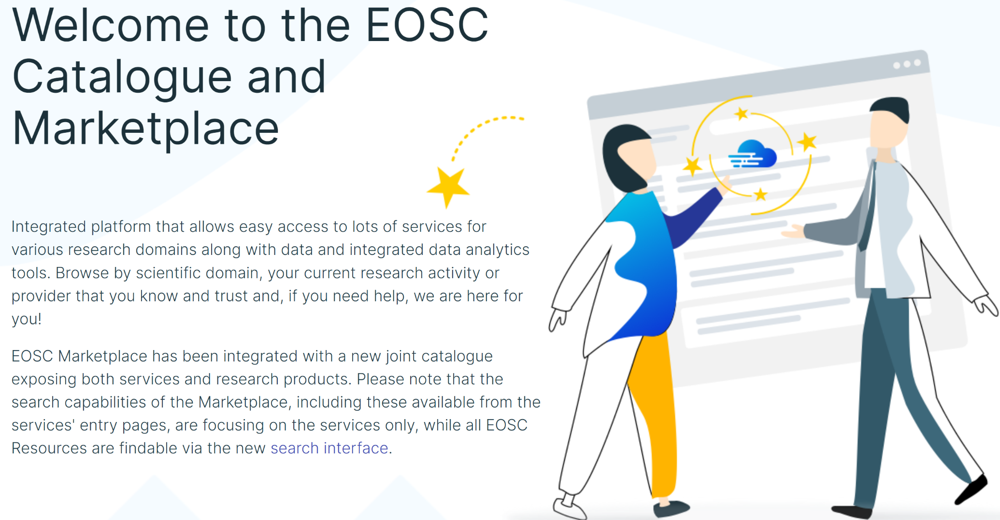 Welcome to the EOSC
Catalogue and
Marketplace
Integrated platform that allows easy access to lots of services for
various research domains along with data and integrated data analytics
tools. Browse by scientific domain, your current research activity or
provider that you know and trust and, if you need help, we are here for
you!
EOSC Marketplace has been integrated with a new joint catalogue
exposing both services and research products. Please note that the
search capabilities of the Marketplace, including these available from the
services' entry pages, are focusing on the services only, while all EOSC
Resources are findable via the new search interface.